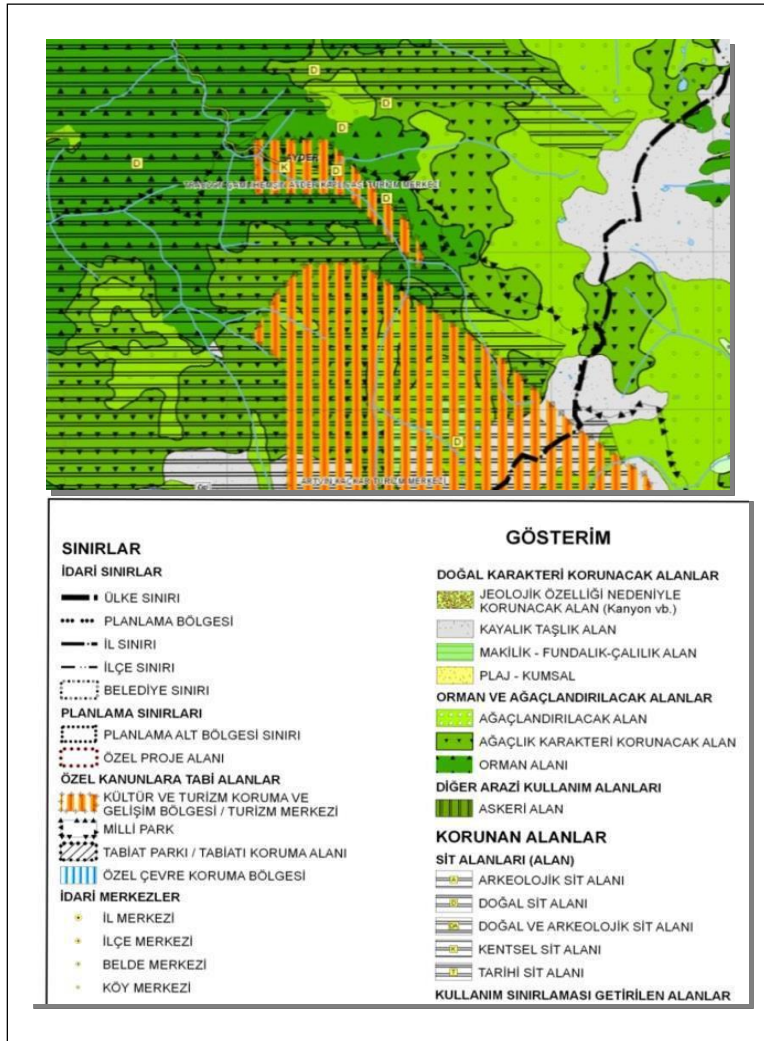 D
D
D
D
AYDER
K
D
D
TURİZM MERKEZİ
D
ARTVİN KAÇKAR TURİZM MERKEZİ
SINIRLAR
İDARİ SINIRLAR
ÜLKE SINIRI
PLANLAMA BÖLGESİ
İL SINIRI
İLÇE SINIRI
BELEDİYE SINIRI
PLANLAMA SINIRLARI
PLANLAMA ALT BÖLGESİ SINIRI
ÖZEL PROJE ALANI
ÖZEL KANUNLARA TABİ ALANLAR
KÜLTÜR VE TURİZM KORUMA VE
GELİŞİM BÖLGESİ / TURİZM MERKEZİ
MİLLİ PARK
TABİAT PARKI / TABİATI KORUMA ALANI
ÖZEL ÇEVRE KORUMA BÖLGESİ
İDARİ MERKEZLER
İL MERKEZİ
İLÇE MERKEZİ
BELDE MERKEZİ
KÖY MERKEZİ
GÖSTERİM
DOĞAL KARAKTERİ KORUNACAK ALANLAR
JEOLOJİK ÖZELLİĞİ NEDENİYLE
KORUNACAK ALAN (Kanyon vb.)
KAYALIK TAŞLIK ALAN
MAKİLİK - FUNDALIK-ÇALILIK ALAN
PLAJ - KUMSAL
ORMAN VE AĞAÇLANDIRILACAK ALANLAR
AĞAÇLANDIRILACAK ALAN
AĞAÇLIK KARAKTERİ KORUNACAK ALAN
ORMAN ALANI
DİĞER ARAZİ KULLANIM ALANLARI
ASKERİ ALAN
KORUNAN ALANLAR
SİT ALANLARI (ALAN)
A ARKEOLOJİK SİT ALANI
D DOĞAL SİT ALANI
DOĞAL VE ARKEOLOJİK SİT ALANI
K KENTSEL SİT ALANI
T TARİHİ SİT ALANI
KULLANIM SINIRLAMASI GETİRİLEN ALANLAR